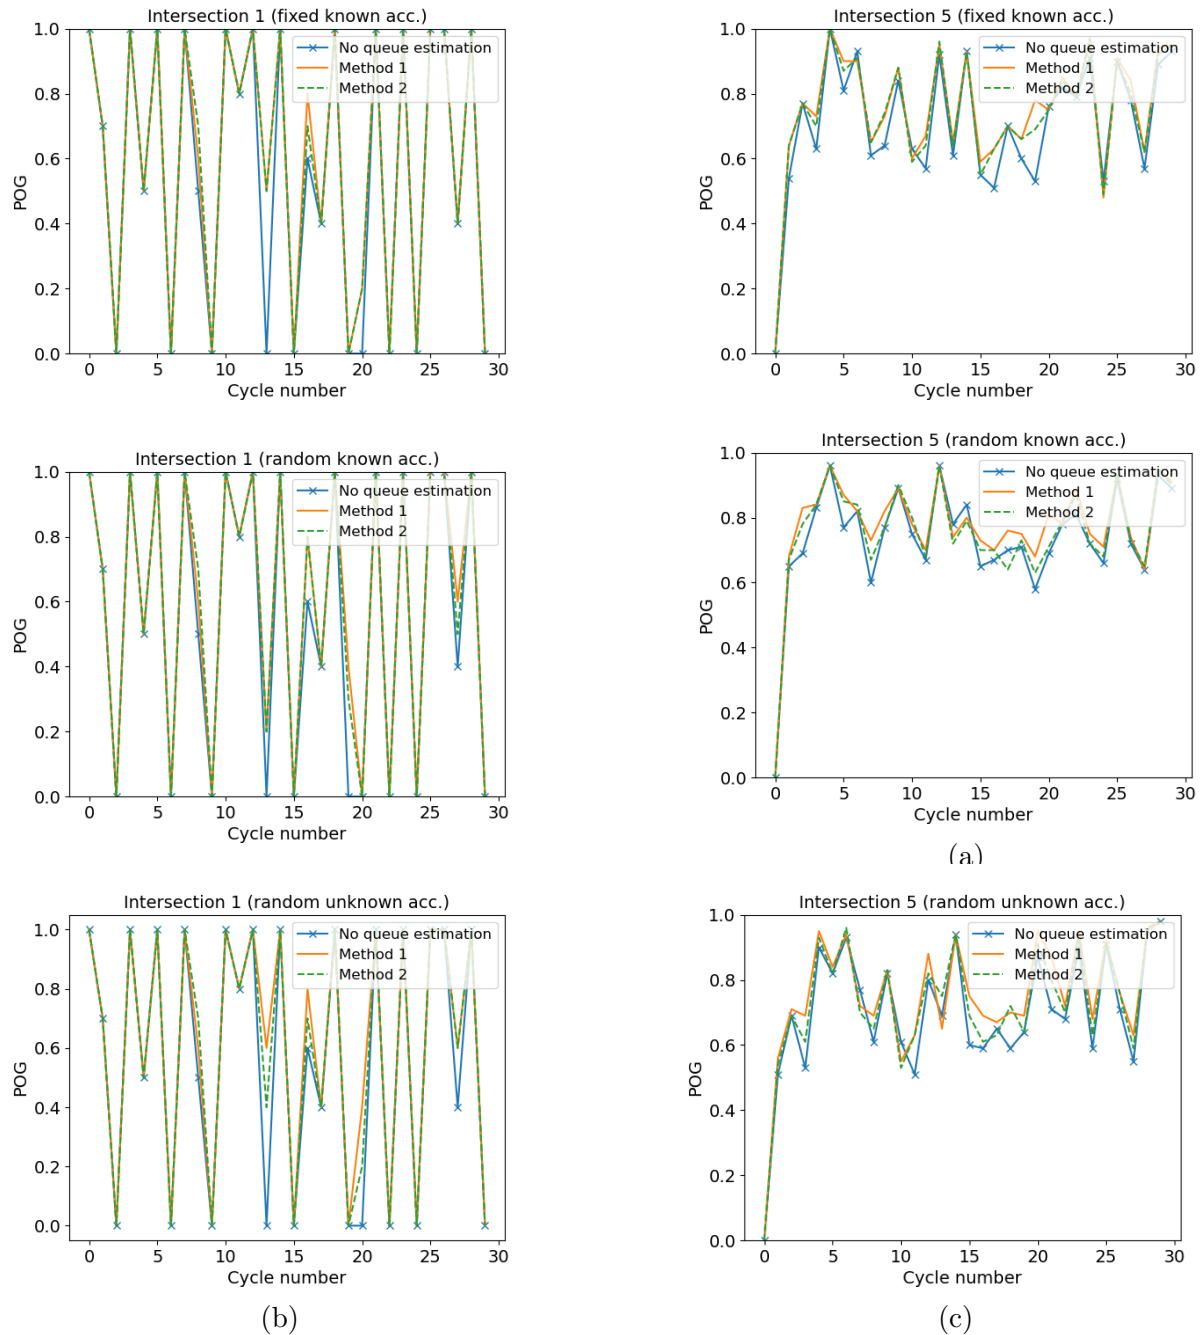 Intersection 1 (fixed known acc.)
1.0
0.8
0.6
0.4
0.2
0.0
POG
No queue estimation
Method 1
Method 2
0 5 10 15 20 25 30
Cycle number
Intersection 5 (fixed known acc.)
1.0
0.8
0.6
0.4
0.2
0.0
POG
No queue estimation
Method 1
Method 2
0 5 10 15 20 25 30
Cycle number
Intersection 1 (random known acc.)
1.0
0.8
0.6
0.4
0.2
0.0
POG
No queue estimation
Method 1
Method 2
0 5 10 15 20 25 30
Cycle number
Intersection 5 (random known acc.)
1.0
0.8
0.6
0.4
0.2
0.0
POG
No queue estimation
Method 1
Method 2
0 5 10 15 20 25 30
Cycle number
(a)
Intersection 1 (random unknown acc.)
1.0
0.8
0.6
0.4
0.2
0.0
POG
No queue estimation
Method 1
Method 2
0 5 10 15 20 25 30
Cycle number
(b)
Intersection 5 (random unknown acc.)
1.0
0.8
0.6
0.4
0.2
0.0
POG
No queue estimation
Method 1
Method 2
0 5 10 15 20 25 30
Cycle number
(c)